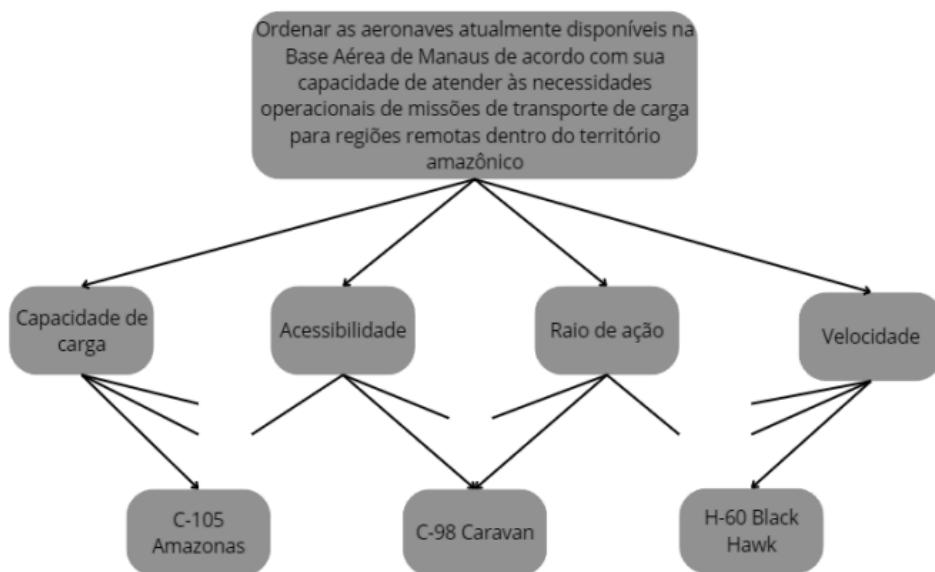 Ordenar as aeronaves atualmente disponíveis na
Base Aérea de Manaus de acordo com sua
capacidade de atender às necessidades
operacionais de missões de transporte de carga
para regiões remotas dentro do território
amazônico
Capacidade de
carga
Acessibilidade
Raio de ação
Velocidade
C-105
Amazonas
C-98 Caravan
H-60 Black
Hawk